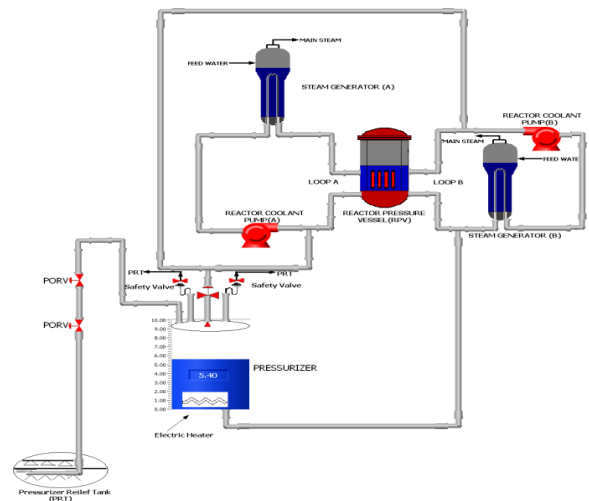 MAIN STEAM
FEED WATER
STEAM GENERATOR (A)
REACTOR COOLANT
PUMP(B)
MAIN STEAM
FEED WATE
LOOP A
LOOP B
REACTOR COOLANT
PUMP(A)
REACTOR PRESSURE
VESSEL(RPV)
STEAM GENERATOR (B)
PRT
PRT
Safety Valve
Safety Valve
PORV
PORV
10.00
9.00
8.00
7.00
6.00
5.00
4.00
3.00
2.00
1.00
0.00
5.40
PRESSURIZER
Electric Heater
Pressurizer Reilef Tank
(PRT)